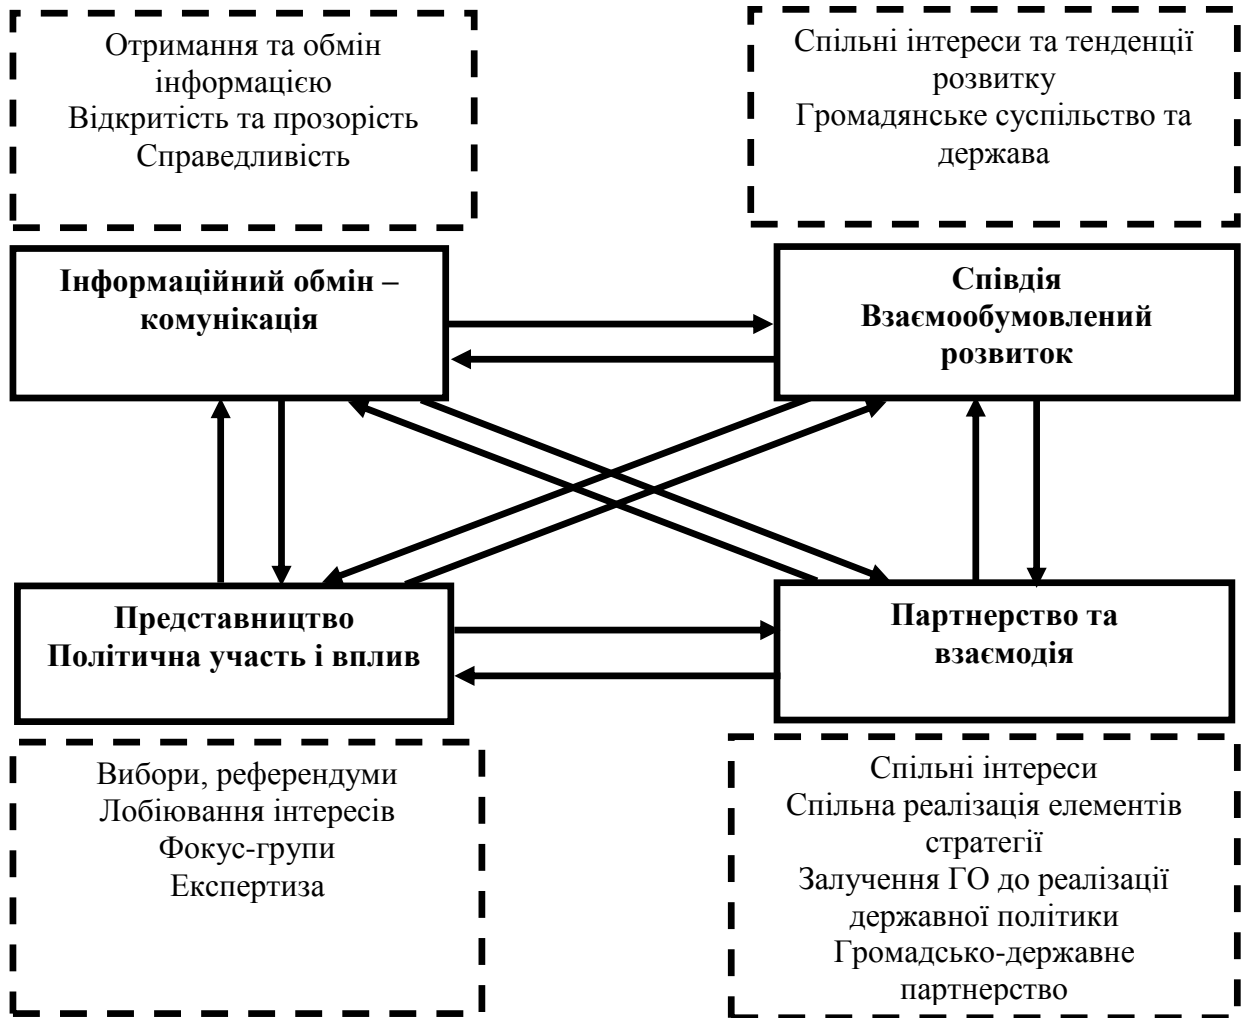 Отримання та обмін
інформацією
Відкритість та прозорість
Справедливість
Спільні інтереси та тенденції
розвитку
Громадянське суспільство та
держава
Інформаційний обмін –
комунікація
Співдія
Взаємообумовлений
розвиток
Представництво
Політична участь і вплив
Партнерство та
взаємодія
Вибори, референдуми
Лобіювання інтересів
Фокус-групи
Експертиза
Спільні інтереси
Спільна реалізація елементів
стратегії
Залучення ГО до реалізації
державної політики
Громадсько-державне
партнерство